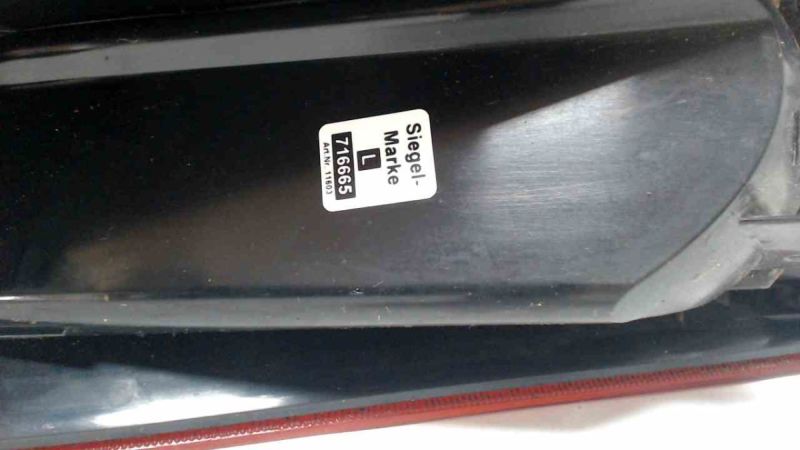 Siegel-
Marke
L
716665
Art.Nr. 11603